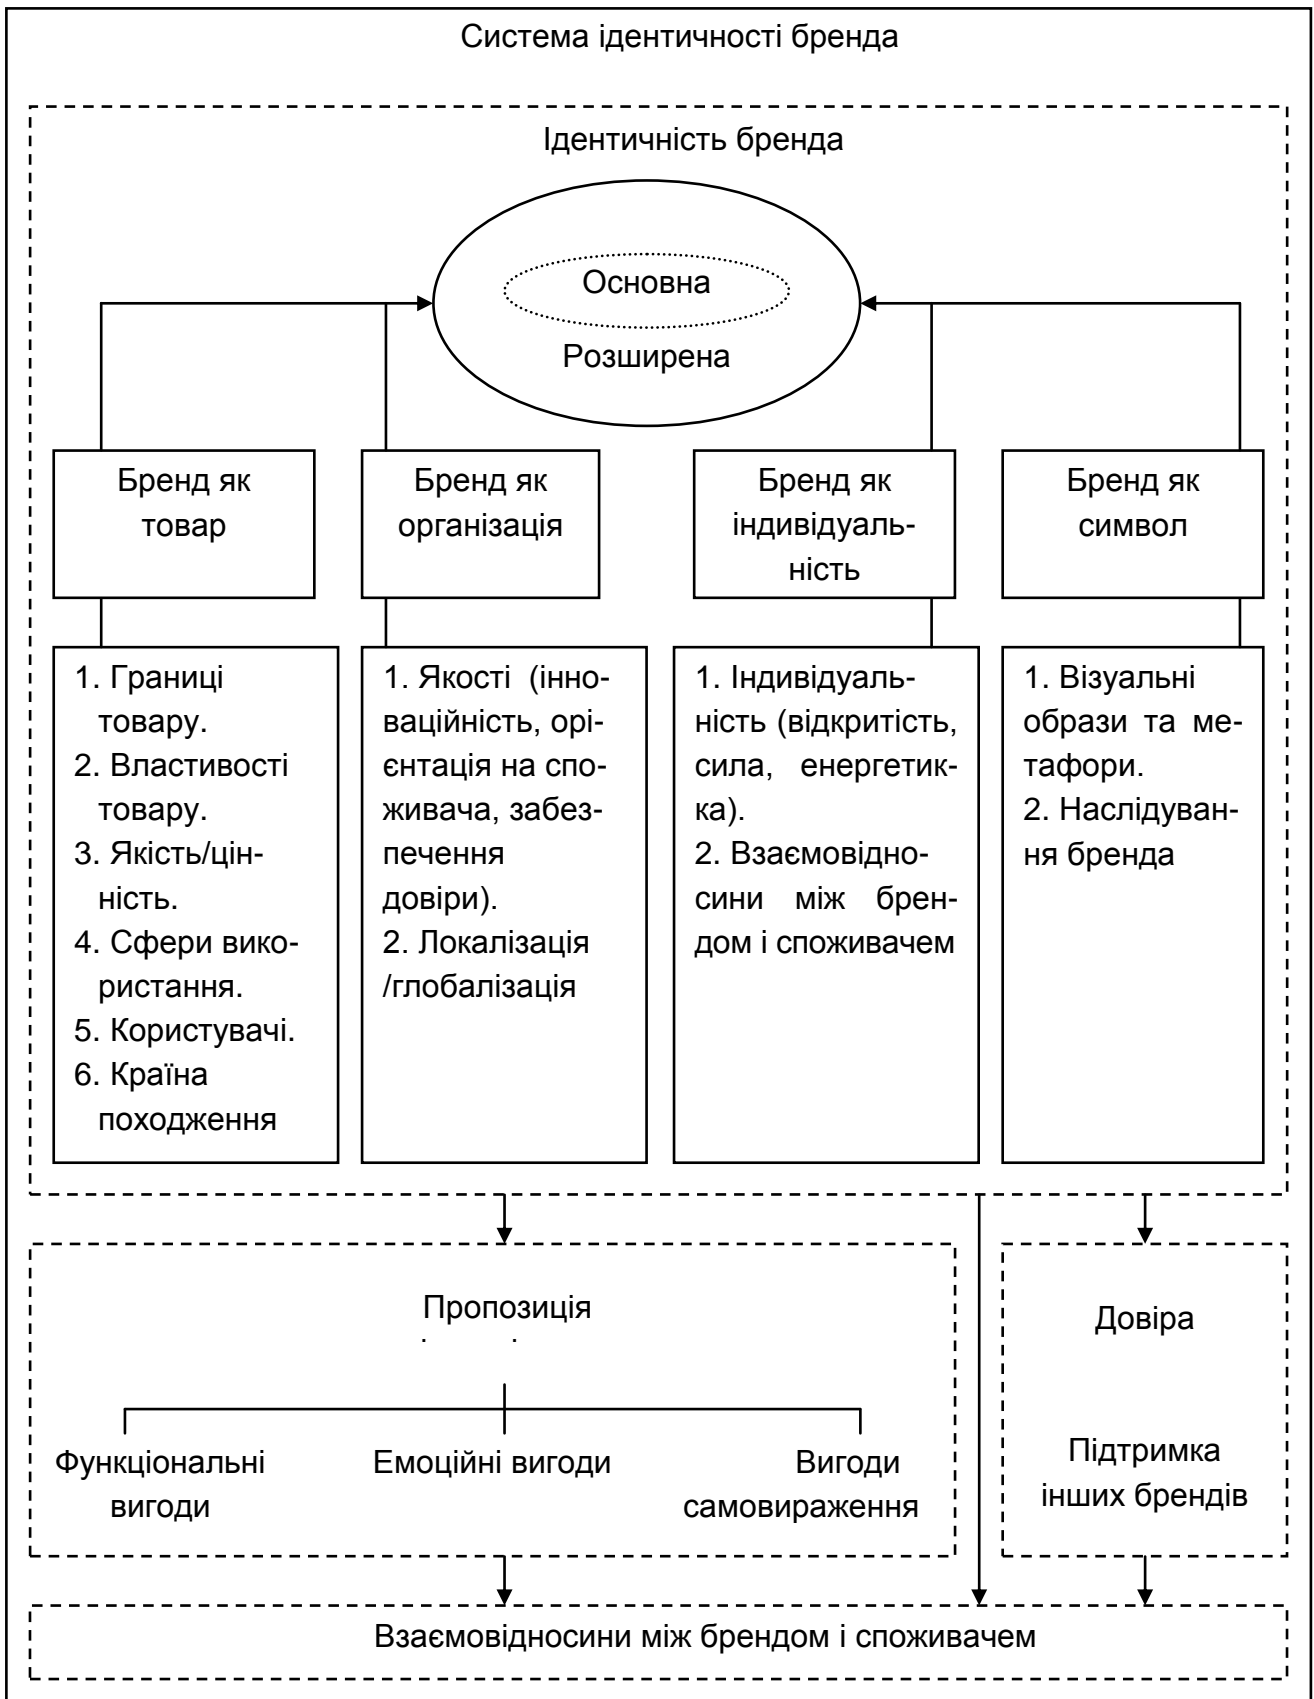 Система ідентичності бренда
Ідентичність бренда
Основна
Розширена
Бренд як
товар
Бренд як
організація
Бренд як
індивідуаль-
ність
Бренд як
символ
1. Границі
товару.
2. Властивості
товару.
3. Якість/цін-
ність.
4. Сфери вико-
ристання.
5. Користувачі.
6. Країна
походження
1. Якості (інно-
ваційність, орі-
єнтація на спо-
живача, забез-
печення
довіри).
2. Локалізація
/глобалізація
1. Індивідуаль-
ність (відкритість,
сила, енергетик-
ка).
2. Взаємовідно-
сини між брен-
дом і споживачем
1. Візуальні
образи та ме-
тафори.
2. Наслідуван-
ня бренда
Пропозиція
Функціональні
вигоди
Емоційні вигоди
Вигоди
самовираження
Довіра
Підтримка
інших брендів
Взаємовідносини між брендом і споживачем